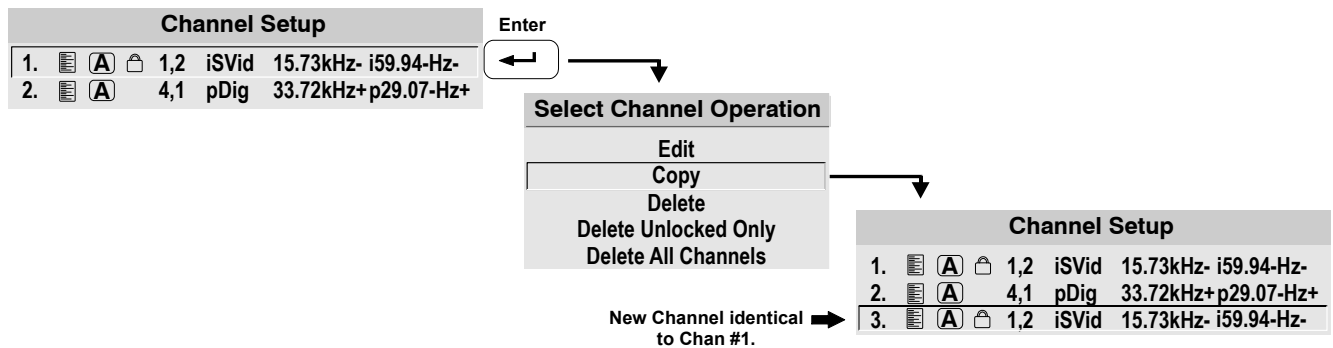 Channel Setup
1. A 1,2 iSVid 15.73kHz- i59.94-Hz-
2. A 4,1 pDig 33.72kHz+p29.07-Hz+
Enter
Select Channel Operation
Edit
Copy
Delete
Delete Unlocked Only
Delete All Channels
Channel Setup
1. A 1,2 iSVid 15.73kHz- i59.94-Hz-
2. A 4,1 pDig 33.72kHz+p29.07-Hz+
3. A 1,2 iSVid 15.73kHz- i59.94-Hz-
New Channel identical
to Chan #1.